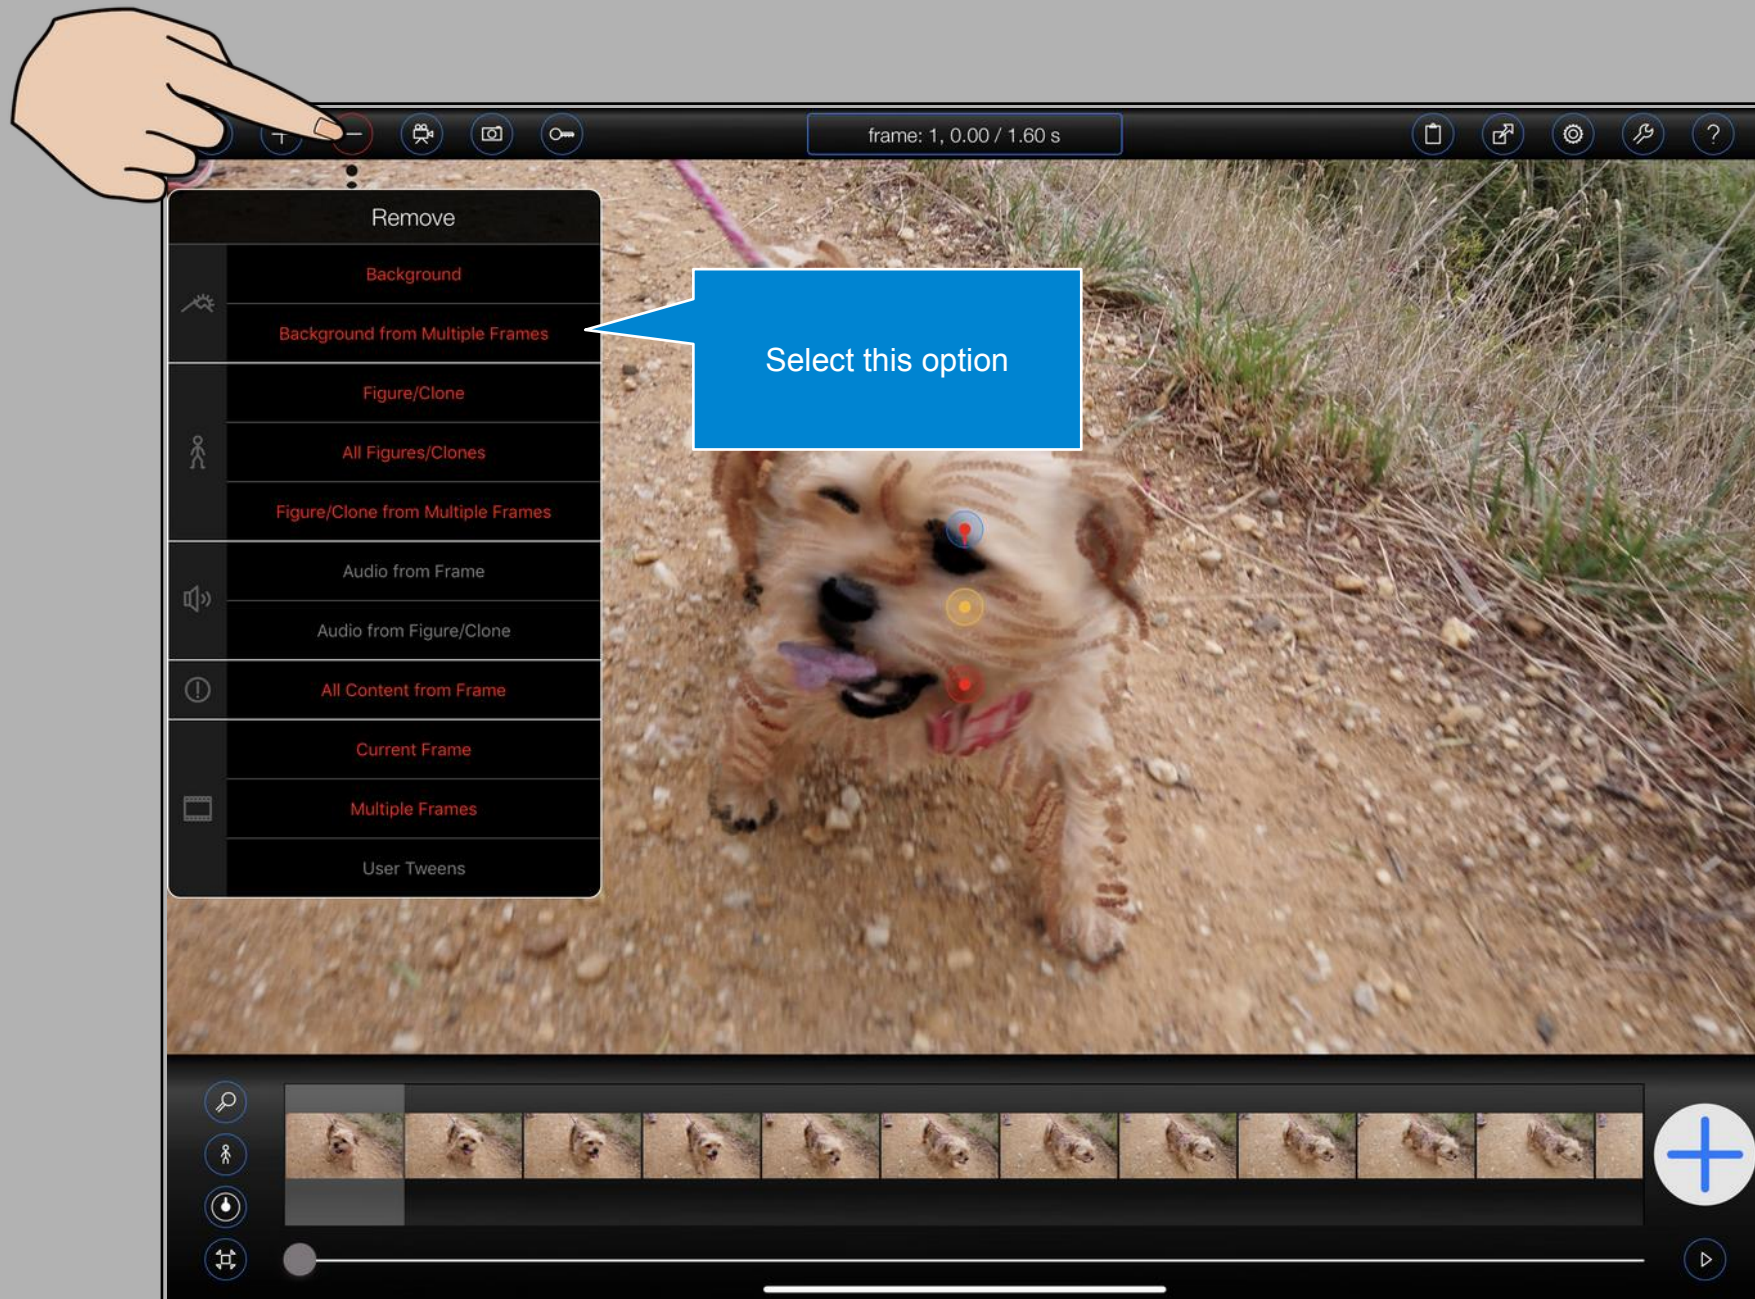 frame: 1, 0.00 / 1.60 s
?
Remove
Background
Background from Multiple Frames
Select this option
Figure/Clone
All Figures/Clones
Figure/Clone from Multiple Frames
Audio from Frame
Audio from Figure/Clone
All Content from Frame
Current Frame
Multiple Frames
User Tweens